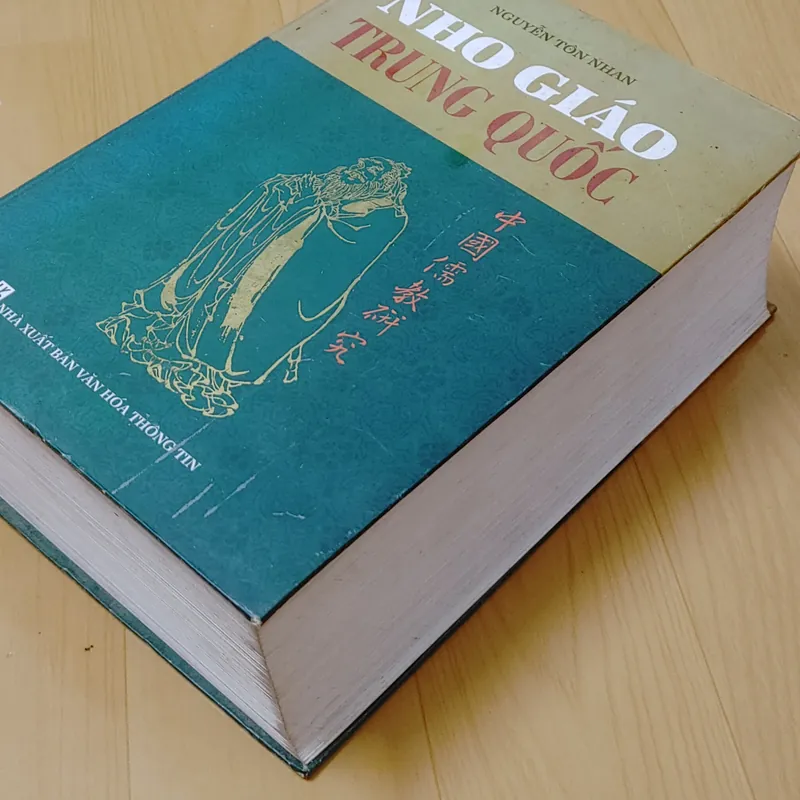 NGUYỄN TÔN NHAN
NHO GIÁO
TRUNG QUỐC
中國儒教研究
NHÀ XUẤT BẢN VĂN HÓA THÔNG TIN